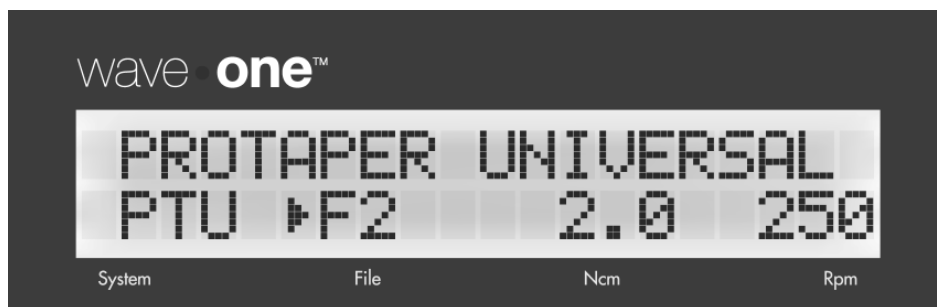 wave•one™
PROTAPER UNIVERSAL
PTU ▶F2 2.0 250
System File Ncm Rpm